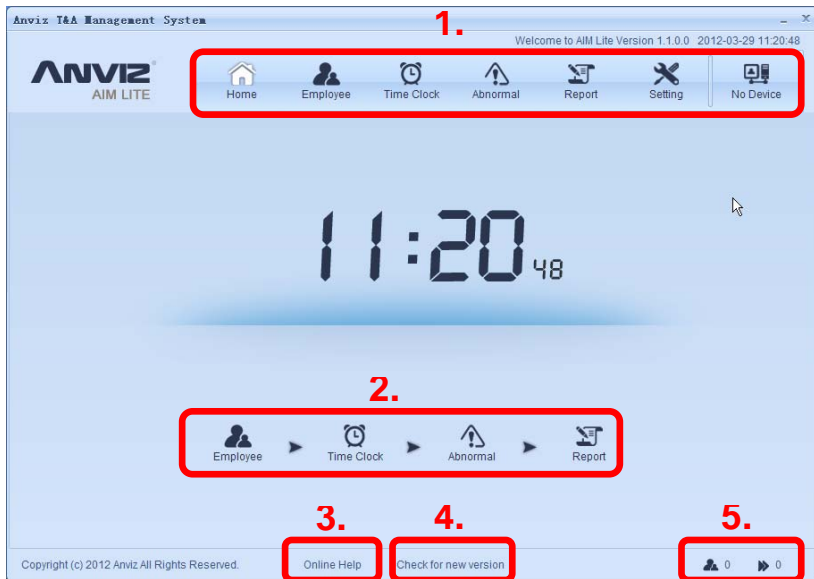 Anviz T&A Management System
1.
Welcome to AIM Lite Version 1.1.0.0 2012-03-29 11:20:48
ANVIZ
AIM LITE
Home Employee Time Clock Abnormal Report Setting No Device
11:20 48
2.
Employee Time Clock Abnormal Report
3. 4. 5.
Copyright (c) 2012 Anviz All Rights Reserved. Online Help Check for new version 0 0